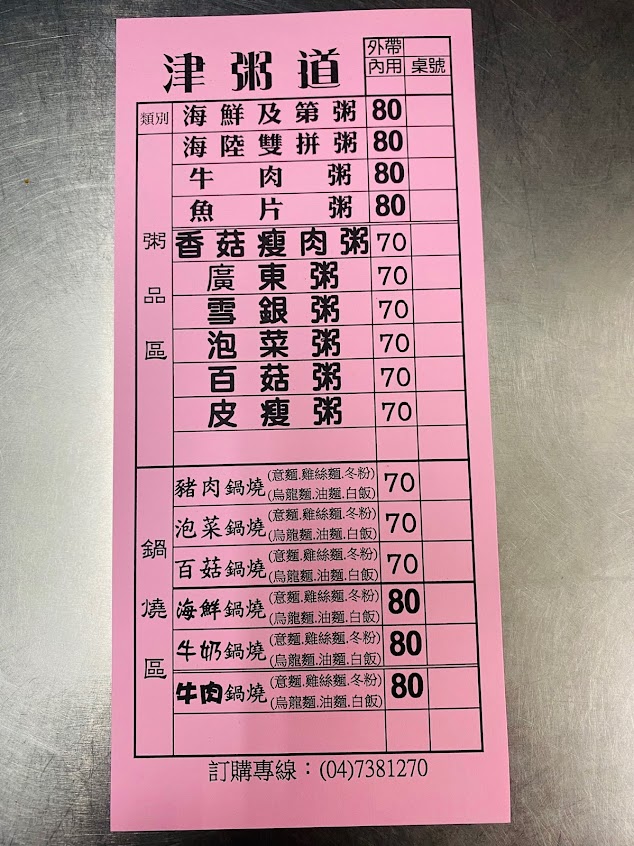 津粥道
外帶
內用 桌號
類別 海鮮及第粥 80
海陸雙拼粥 80
牛肉粥 80
魚片粥 80
粥品區
香菇瘦肉粥 70
廣東粥 70
雪銀粥 70
泡菜粥 70
百菇粥 70
皮瘦粥 70
鍋燒區
豬肉鍋燒(意麵.雞絲麵.冬粉)(烏龍麵.油麵.白飯) 70
泡菜鍋燒(意麵.雞絲麵.冬粉)(烏龍麵.油麵.白飯) 70
百菇鍋燒(意麵.雞絲麵.冬粉)(烏龍麵.油麵.白飯) 70
海鮮鍋燒(意麵.雞絲麵.冬粉)(烏龍麵.油麵.白飯) 80
牛奶鍋燒(意麵.雞絲麵.冬粉)(烏龍麵.油麵.白飯) 80
牛肉鍋燒(意麵.雞絲麵.冬粉)(烏龍麵.油麵.白飯) 80
訂購專線：(04)7381270